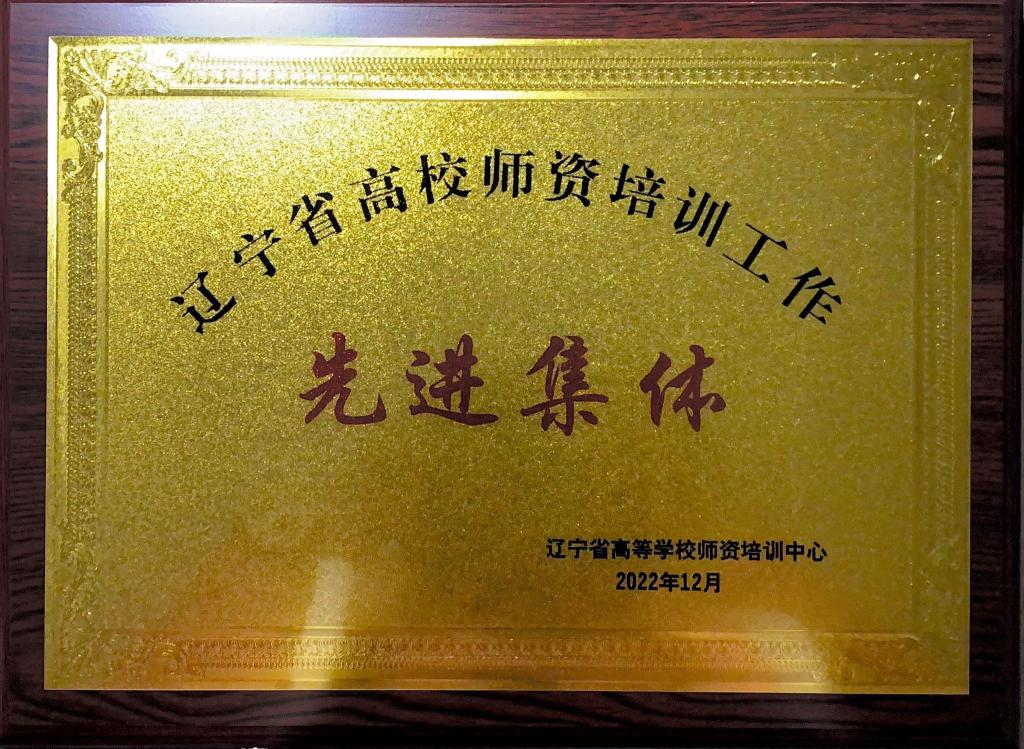 辽宁省高校师资培训工作
先进集体
辽宁省高等学校师资培训中心
2022年12月